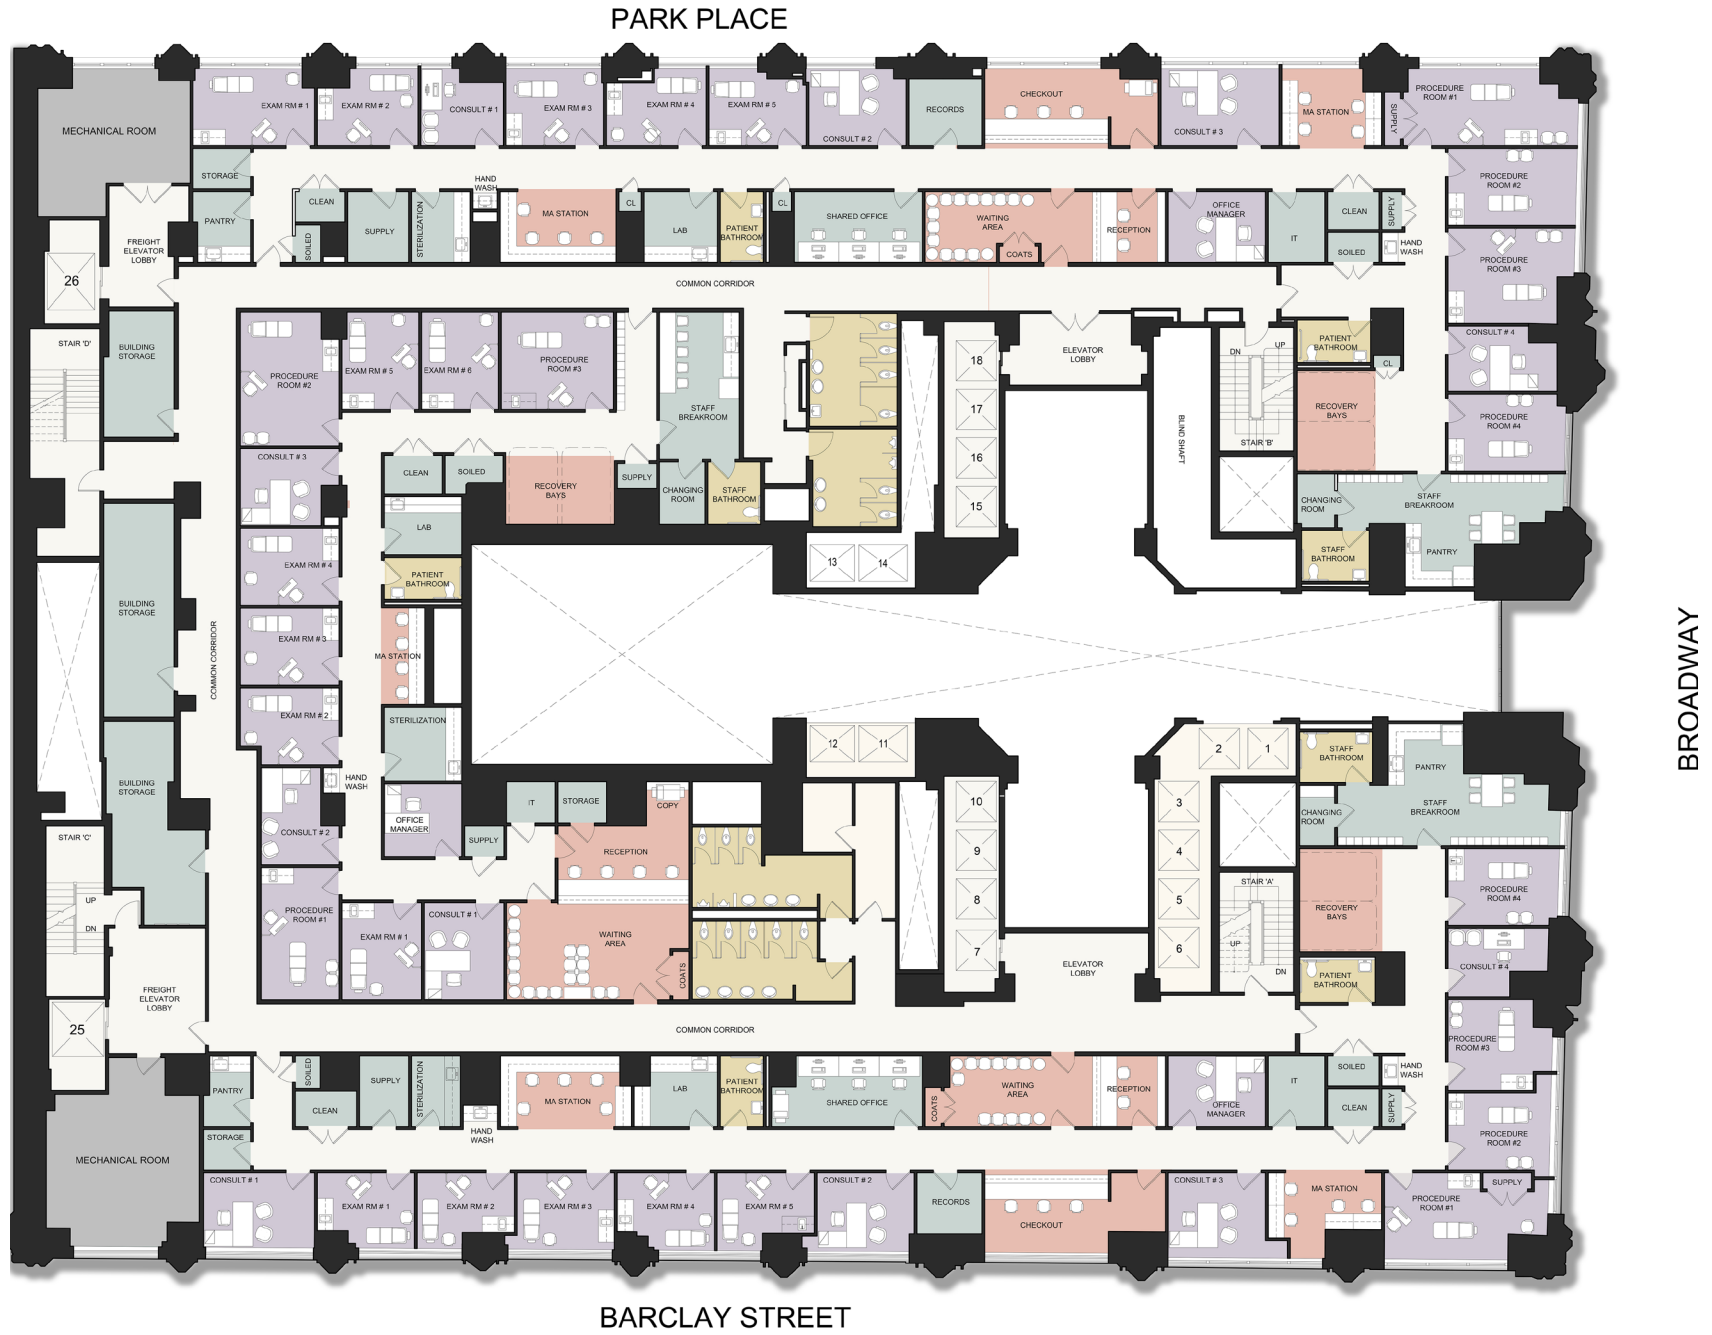 PARK PLACE
MECHANICAL ROOM
EXAM RM # 1
EXAM RM # 2
CONSULT # 1
EXAM RM # 3
EXAM RM # 4
EXAM RM # 5
CONSULT # 2
RECORDS
CHECKOUT
CONSULT # 3
MA STATION
SUPPLY
PROCEDURE
ROOM #1
STORAGE
PANTRY
CLEAN
SOILED
SUPPLY
STERILIZATION
HAND
WASH
MA STATION
CL
LAB
PATIENT
BATHROOM
CL
SHARED OFFICE
WAITING
AREA
COATS
RECEPTION
OFFICE
MANAGER
IT
CLEAN
SOILED
SUPPLY
HAND
WASH
PROCEDURE
ROOM #2
PROCEDURE
ROOM #3
FREIGHT
ELEVATOR
LOBBY
26
COMMON CORRIDOR
STAIR 'D'
BUILDING
STORAGE
PROCEDURE
ROOM #2
EXAM RM # 5
EXAM RM # 6
PROCEDURE
ROOM #3
STAFF
BREAKROOM
18
17
16
15
ELEVATOR
LOBBY
BLIND SHAFT
DN
UP
STAIR 'B'
PATIENT
BATHROOM
CL
RECOVERY
BAYS
CONSULT # 4
PROCEDURE
ROOM #4
CONSULT # 3
CLEAN
SOILED
RECOVERY
BAYS
SUPPLY
CHANGING
ROOM
STAFF
BATHROOM
CHANGING
ROOM
STAFF
BREAKROOM
STAFF
BATHROOM
PANTRY
LAB
EXAM RM # 4
PATIENT
BATHROOM
13
14
BUILDING
STORAGE
COMMON CORRIDOR
EXAM RM # 3
MA STATION
EXAM RM # 2
STERILIZATION
BROADWAY
12
11
2
1
STAFF
BATHROOM
PANTRY
BUILDING
STORAGE
HAND
WASH
CONSULT # 2
OFFICE
MANAGER
SUPPLY
IT
STORAGE
COPY
RECEPTION
10
9
8
7
3
4
5
6
CHANGING
ROOM
STAFF
BREAKROOM
STAIR 'C'
UP
DN
PROCEDURE
ROOM #1
EXAM RM # 1
CONSULT # 1
WAITING
AREA
COATS
ELEVATOR
LOBBY
STAIR 'A'
UP
DN
RECOVERY
BAYS
PATIENT
BATHROOM
PROCEDURE
ROOM #4
CONSULT # 4
FREIGHT
ELEVATOR
LOBBY
25
COMMON CORRIDOR
PROCEDURE
ROOM #3
PANTRY
SOILED
CLEAN
SUPPLY
STERILIZATION
HAND
WASH
MA STATION
LAB
PATIENT
BATHROOM
SHARED OFFICE
COATS
WAITING
AREA
RECEPTION
OFFICE
MANAGER
IT
SOILED
CLEAN
SUPPLY
HAND
WASH
PROCEDURE
ROOM #2
MECHANICAL ROOM
STORAGE
CONSULT # 1
EXAM RM # 1
EXAM RM # 2
EXAM RM # 3
EXAM RM # 4
EXAM RM # 5
CONSULT # 2
RECORDS
CHECKOUT
CONSULT # 3
MA STATION
PROCEDURE
ROOM #1
SUPPLY
BARCLAY STREET